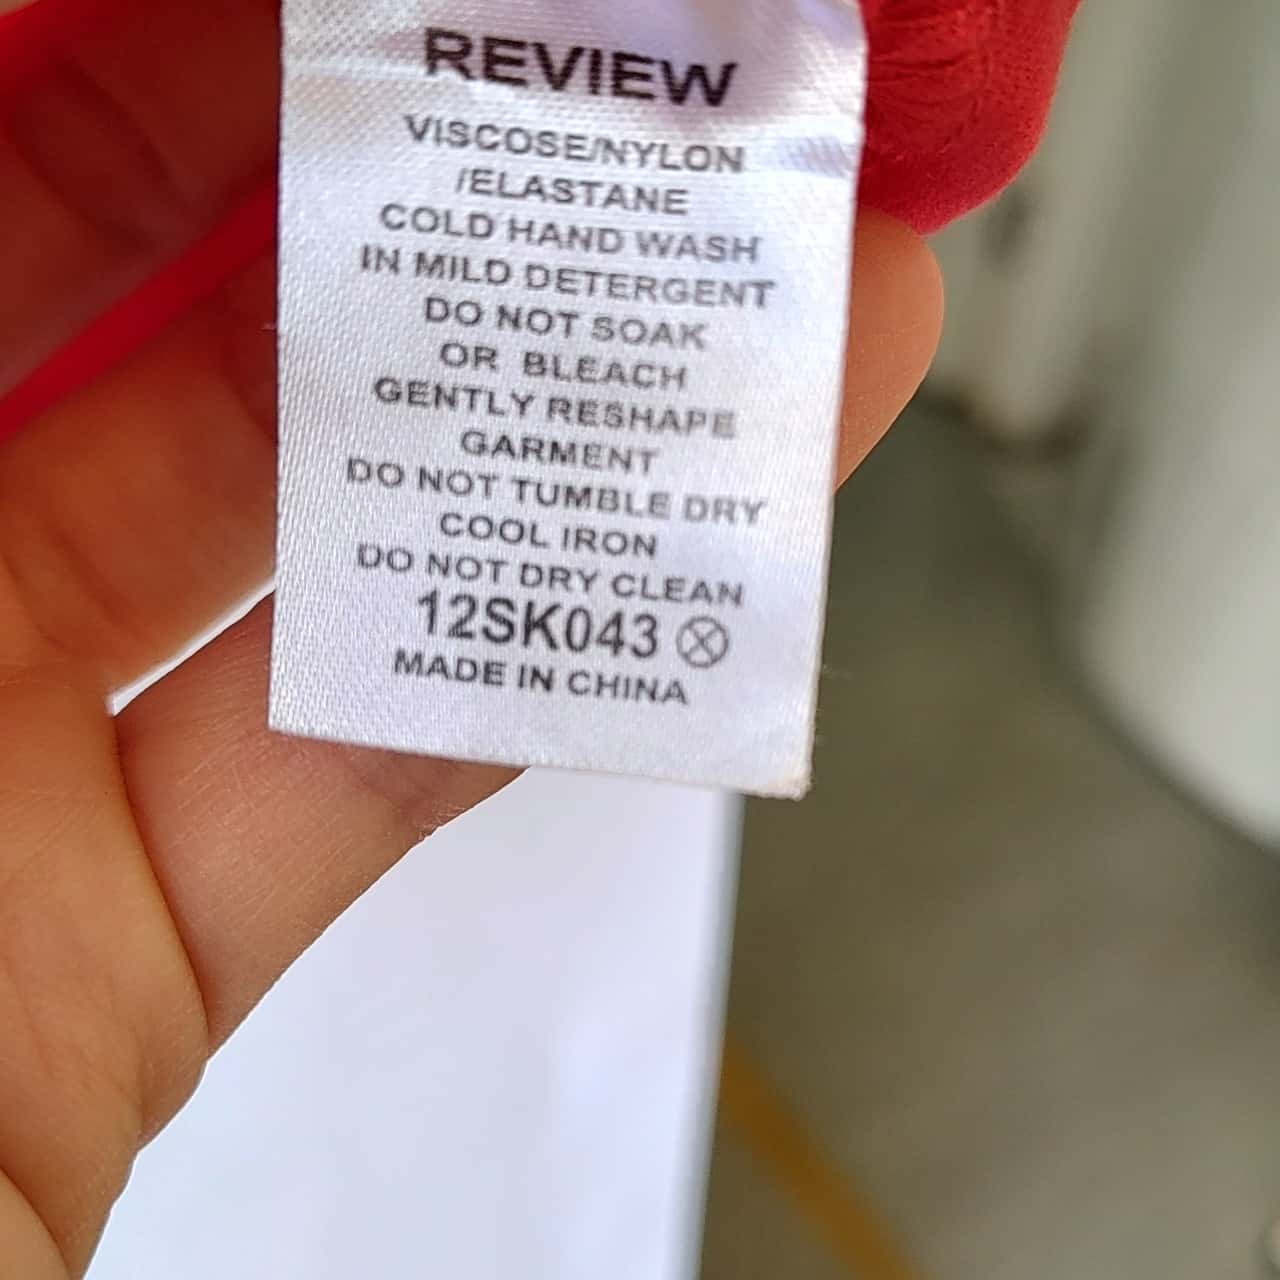 REVIEW
VISCOSE/NYLON
/ELASTANE
COLD HAND WASH
IN MILD DETERGENT
DO NOT SOAK
OR BLEACH
GENTLY RESHAPE
GARMENT
DO NOT TUMBLE DRY
COOL IRON
DO NOT DRY CLEAN
12SK043
MADE IN CHINA